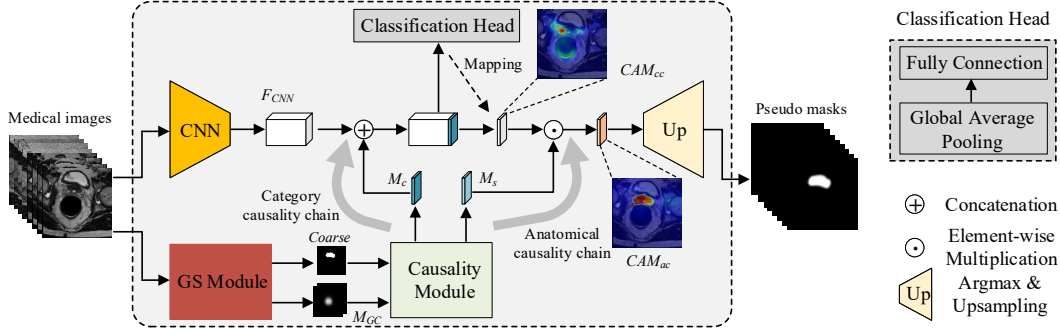 Medical images
CNN
F_CNN
Classification Head
Mapping
CAM_cc
Up
Pseudo masks
M_c
M_s
Category
causality chain
Anatomical
causality chain
CAM_ac
GS Module
Coarse
M_GC
Causality
Module
Classification Head
Fully Connection
Global Average
Pooling
Concatenation
Element-wise
Multiplication
Up
Argmax &
Upsampling